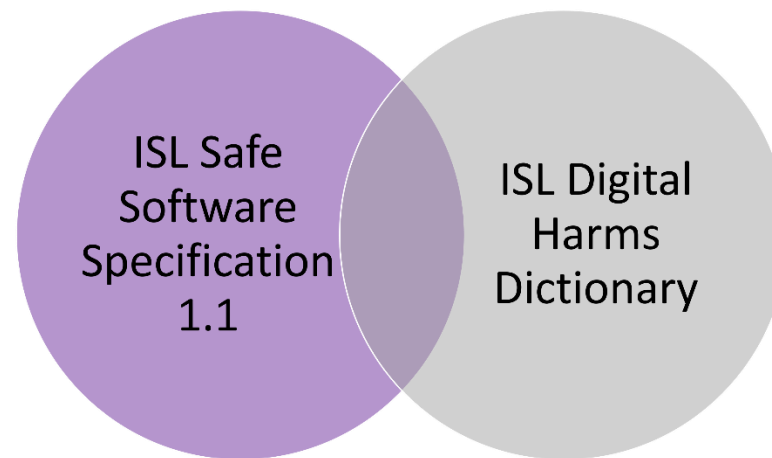 ISL Safe
Software
Specification
1.1
ISL Digital
Harms
Dictionary